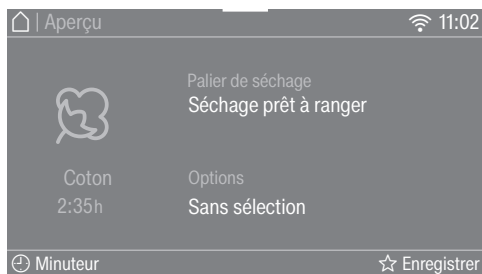 | Aperçu
11:02
Palier de séchage
Séchage prêt à ranger
Coton
2:35h
Options
Sans sélection
Minuteur
Enregistrer